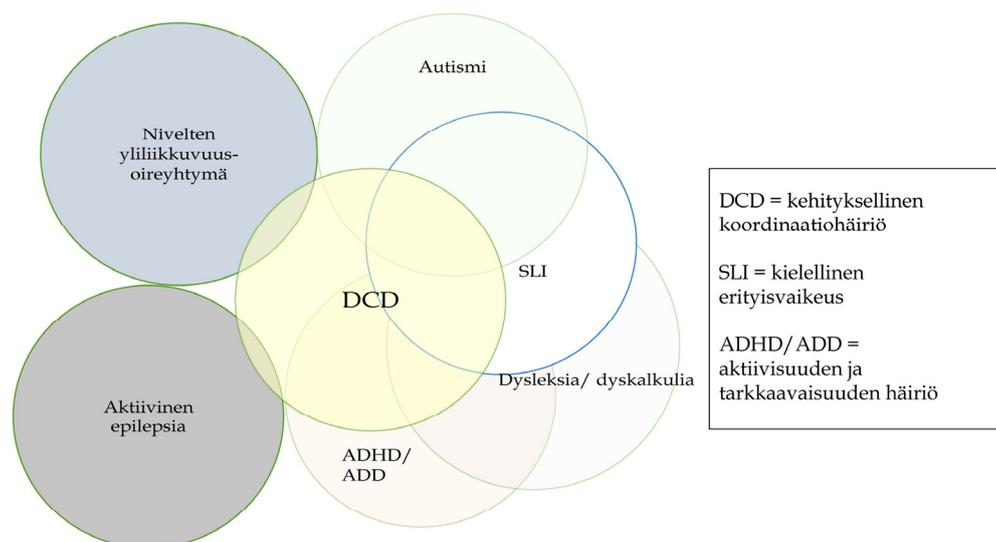 Autismi
Nivelten
yliliikkuvuus-
oireyhtymä
SLI
DCD
Dysleksia/ dyskalkulia
Aktiivinen
epilepsia
ADHD/
ADD
DCD = kehityksellinen
koordinaatiohäiriö
SLI = kielellinen
erityisvaikeus
ADHD/ADD =
aktiivisuuden ja
tarkkaavaisuuden häiriö